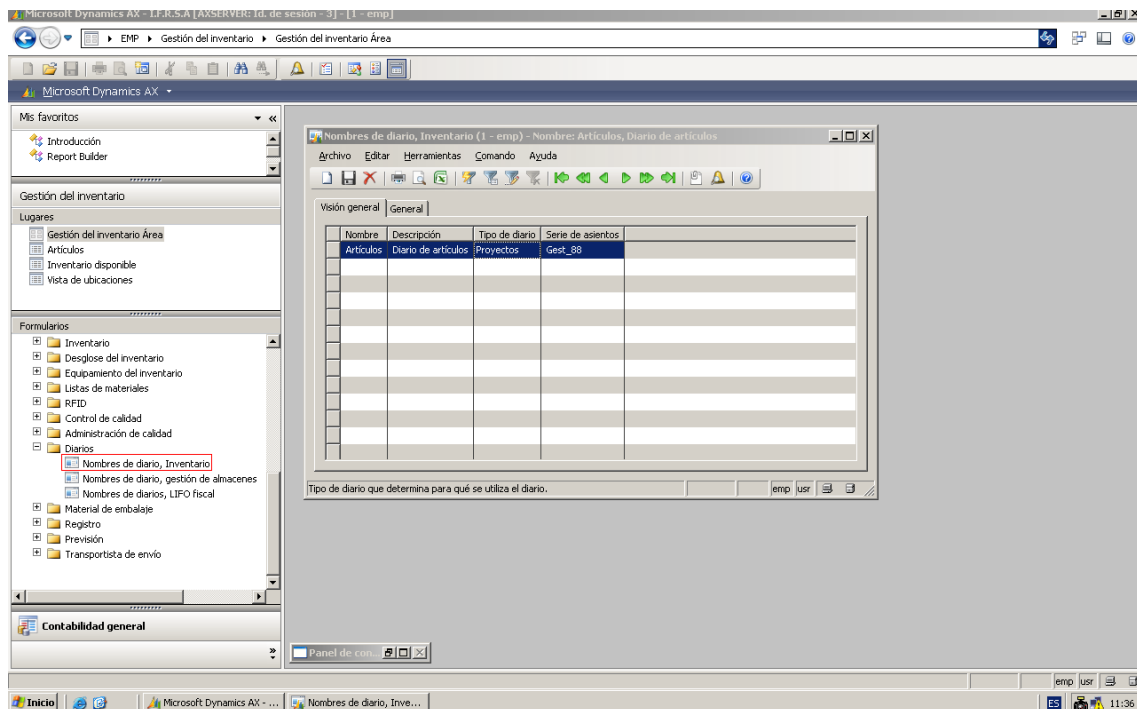 Microsoft Dynamics AX - I.F.R.S.A [AXSERVER: Id. de sesión - 3] - [1 - emp]
EMP Gestión del inventario Gestión del inventario Área
Microsoft Dynamics AX
Mis favoritos
Introducción
Report Builder
Gestión del inventario
Lugares
Gestión del inventario Área
Artículos
Inventario disponible
Vista de ubicaciones
Formularios
Inventario
Desglose del inventario
Equipamiento del inventario
Listas de materiales
RFID
Control de calidad
Administración de calidad
Diarios
Nombres de diario, Inventario
Nombres de diario, gestión de almacenes
Nombres de diarios, LIFO fiscal
Material de embalaje
Registro
Previsión
Transportista de envío
Contabilidad general
Nombres de diario, Inventario (1 - emp) - Nombre: Artículos, Diario de artículos
Archivo Editar Herramientas Comando Ayuda
Visión general General
Nombre Descripción Tipo de diario Serie de asientos
Artículos Diario de artículos Proyectos Gest_88
Tipo de diario que determina para qué se utiliza el diario. emp usr
Panel de con...
emp usr
Inicio Microsoft Dynamics AX - ... Nombres de diario, Inve... ES 11:36